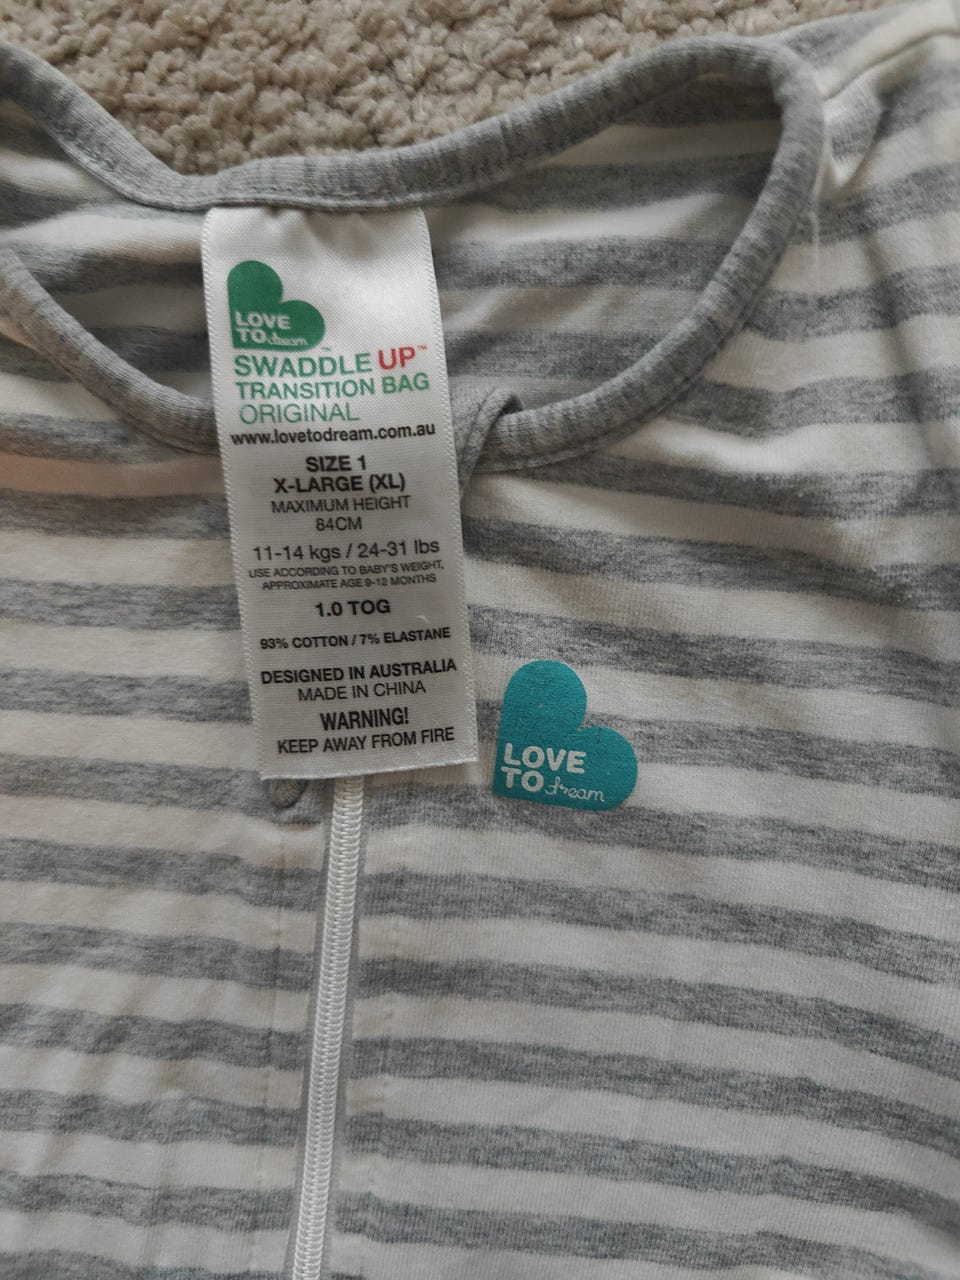 LOVE
TO dream™
SWADDLE UP™
TRANSITION BAG
ORIGINAL
www.lovetodream.com.au
SIZE 1
X-LARGE (XL)
MAXIMUM HEIGHT
84CM
11-14 kgs / 24-31 lbs
USE ACCORDING TO BABY'S WEIGHT,
APPROXIMATE AGE 9-12 MONTHS
1.0 TOG
93% COTTON / 7% ELASTANE
DESIGNED IN AUSTRALIA
MADE IN CHINA
WARNING!
KEEP AWAY FROM FIRE
LOVE
TO dream